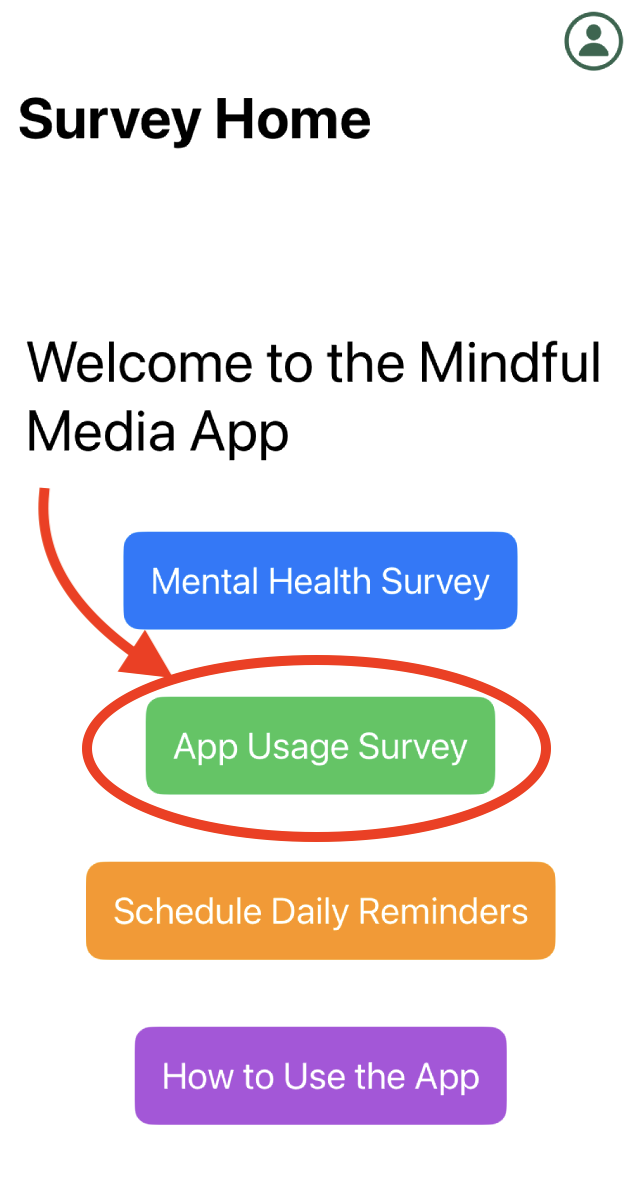 Survey Home
Welcome to the Mindful
Media App
Mental Health Survey
App Usage Survey
Schedule Daily Reminders
How to Use the App